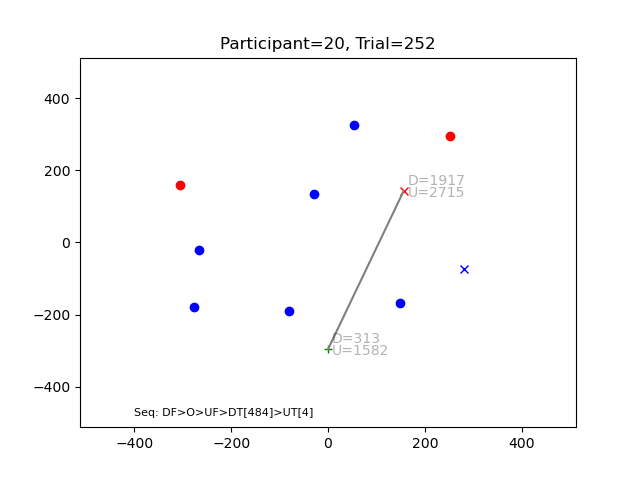 Participant=20, Trial=252
400
200
0
−200
−400
D=1917
U=2715
D=313
U=1582
Seq: DF>O>UF>DT[484]>UT[4]
−400
−200
0
200
400